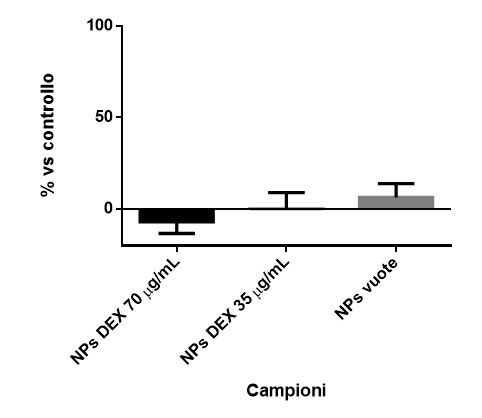 100
50
0
% vs controllo
NPs DEX 70 µg/mL
NPs DEX 35 µg/mL
NPs vuote
Campioni